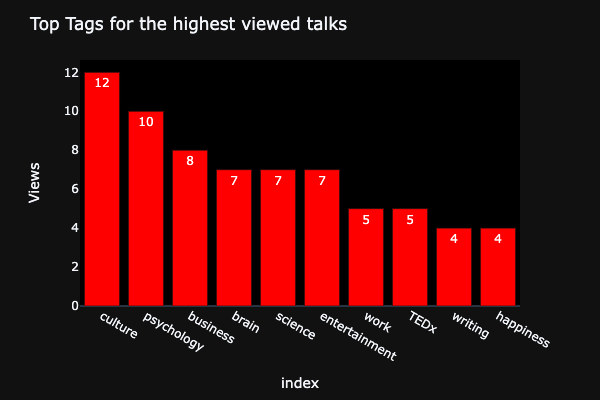 Top Tags for the highest viewed talks
Views
12
10
8
6
4
2
0
12
10
8
7
7
7
5
5
4
4
culture
psychology
business
brain
science
entertainment
work
TEDx
writing
happiness
index